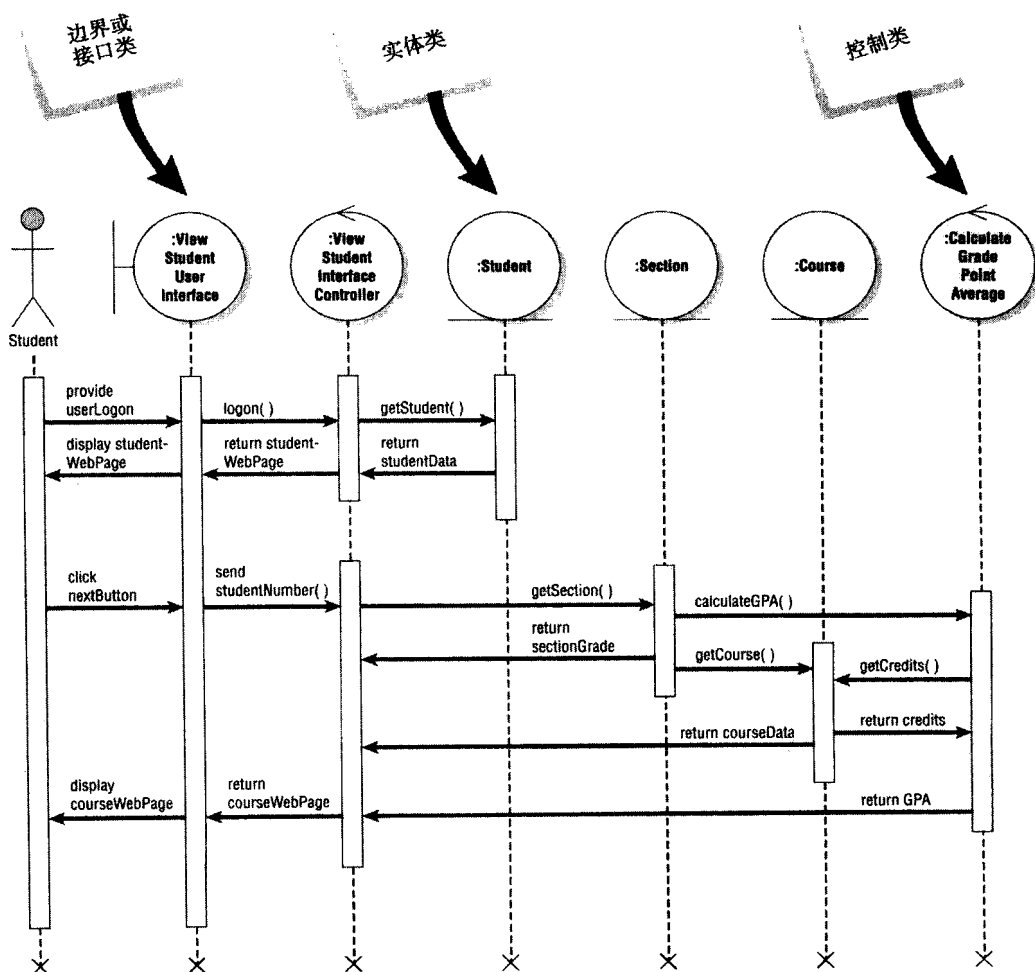 边界或
接口类
实体类
控制类
:View
Student
User
Interface
:View
Student
Interface
Controller
:Student
:Section
:Course
:Calculate
Grade
Point
Average
Student
provide
userLogon
logon( )
getStudent( )
display student-
WebPage
return student-
WebPage
return
studentData
click
nextButton
send
studentNumber( )
getSection( )
calculateGPA( )
return
sectionGrade
getCourse( )
getCredits( )
return courseData
return credits
display
courseWebPage
return
courseWebPage
return GPA